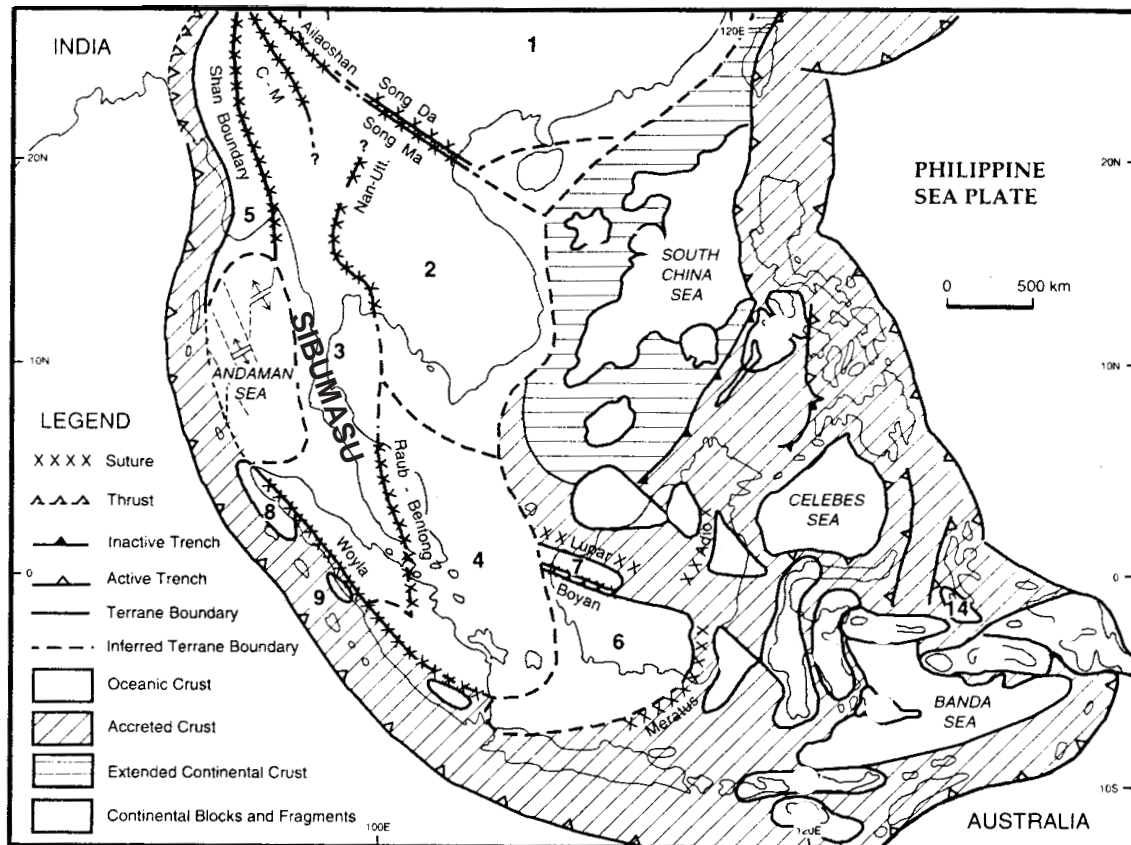 INDIA
Ailaoshan
1
120E
Shan Boundary
C - M
Song Da
Song Ma
?
?
Nan-Utt.
20N
20N
PHILIPPINE
SEA PLATE
5
2
SOUTH
CHINA
SEA
0 500 km
SIBUMASU
3
10N
10N
ANDAMAN
SEA
LEGEND
XXXX Suture
Thrust
Inactive Trench
Active Trench
Terrane Boundary
Inferred Terrane Boundary
Oceanic Crust
Accreted Crust
Extended Continental Crust
Continental Blocks and Fragments
Raub - Bentong
CELEBES
SEA
8
Woyla
4
Lupar
7
Boyan
Adio
0
0
9
6
14
Meratus
BANDA
SEA
10S
100E
120E
AUSTRALIA